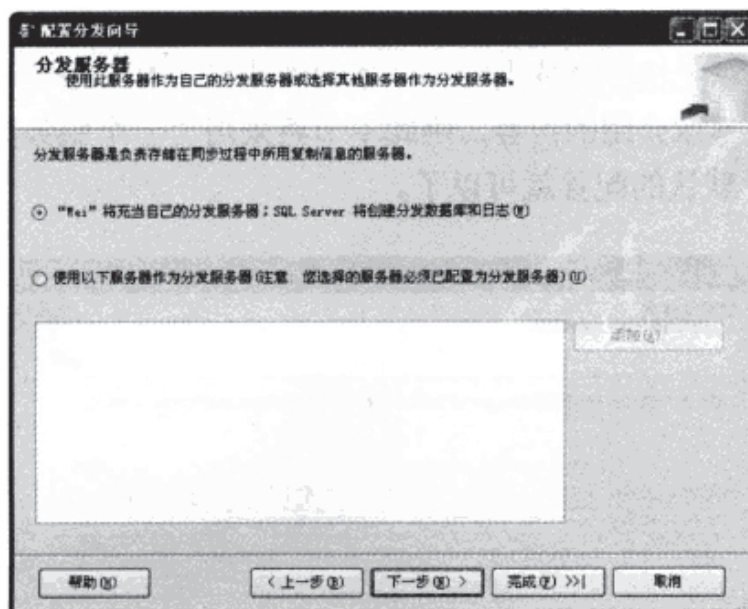 配置分发向导
分发服务器
使用此服务器作为自己的分发服务器或选择其他服务器作为分发服务器。
分发服务器是负责存储在同步过程中所用复制信息的服务器。
“Wei”将充当自己的分发服务器；SQL Server 将创建分发数据库和日志(W)
使用以下服务器作为分发服务器(注意 您选择的服务器必须已配置为分发服务器)(U)
添加(A)
帮助(H)
< 上一步(B)
下一步(N) >
完成(F) >>|
取消